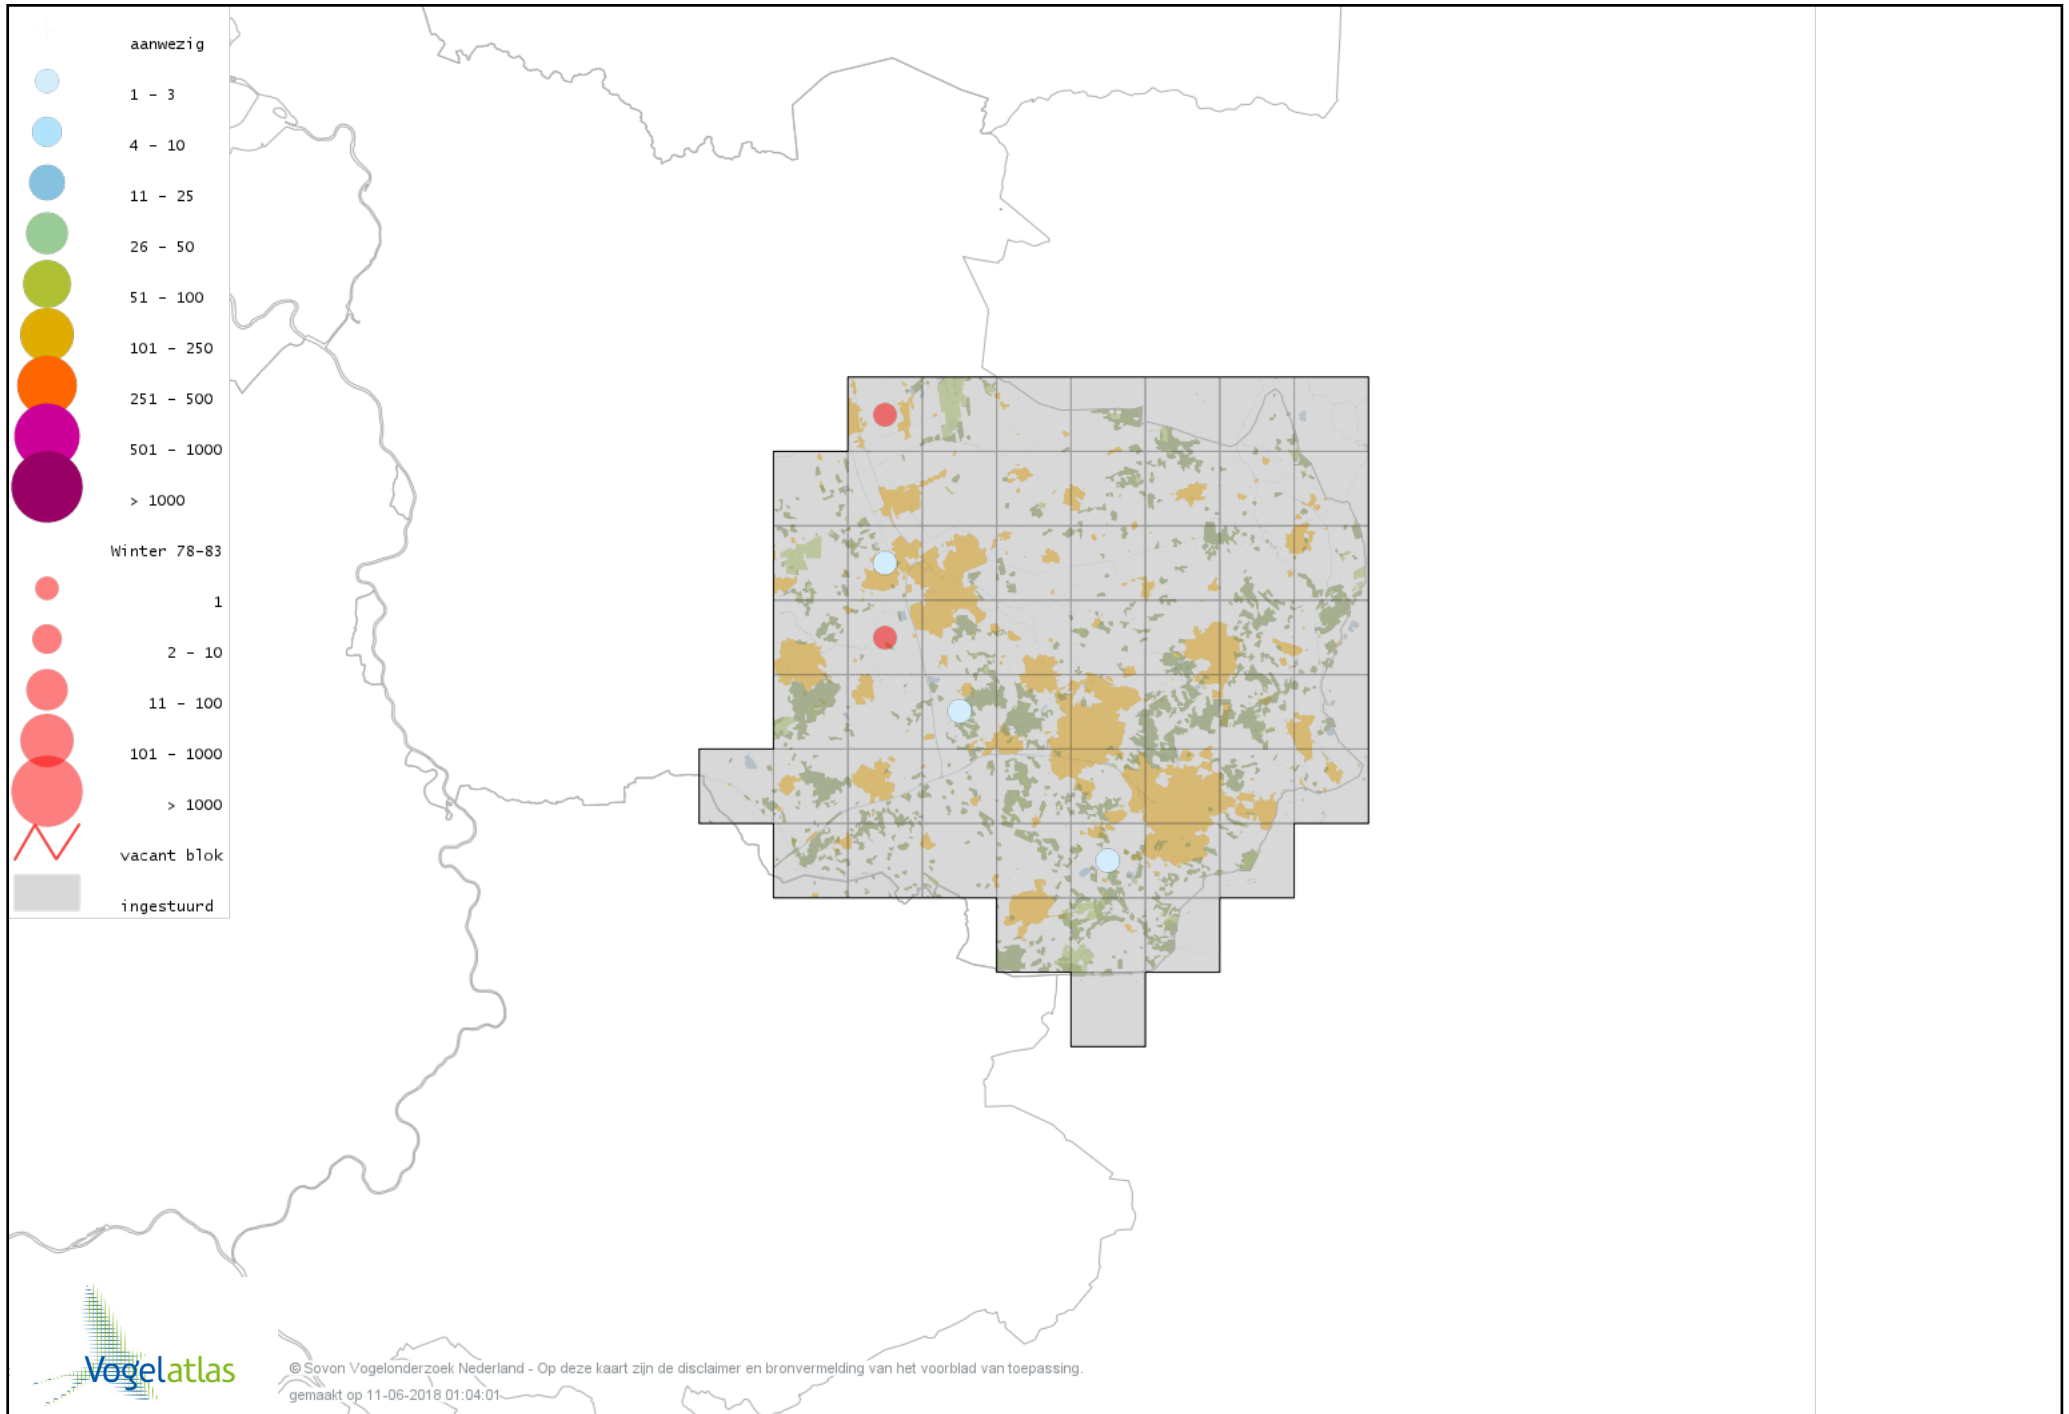 aanwezig
1 - 3
4 - 10
11 - 25
26 - 50
51 - 100
101 - 250
251 - 500
501 - 1000
> 1000
Winter 78-83
1
2 - 10
11 - 100
101 - 1000
> 1000
vacant blok
ingestuurd
Vogelatlas
© Sovon Vogelonderzoek Nederland - Op deze kaart zijn de disclaimer en bronvermelding van het voorblad van toepassing.
gemaakt op 11-06-2018 01:04:01